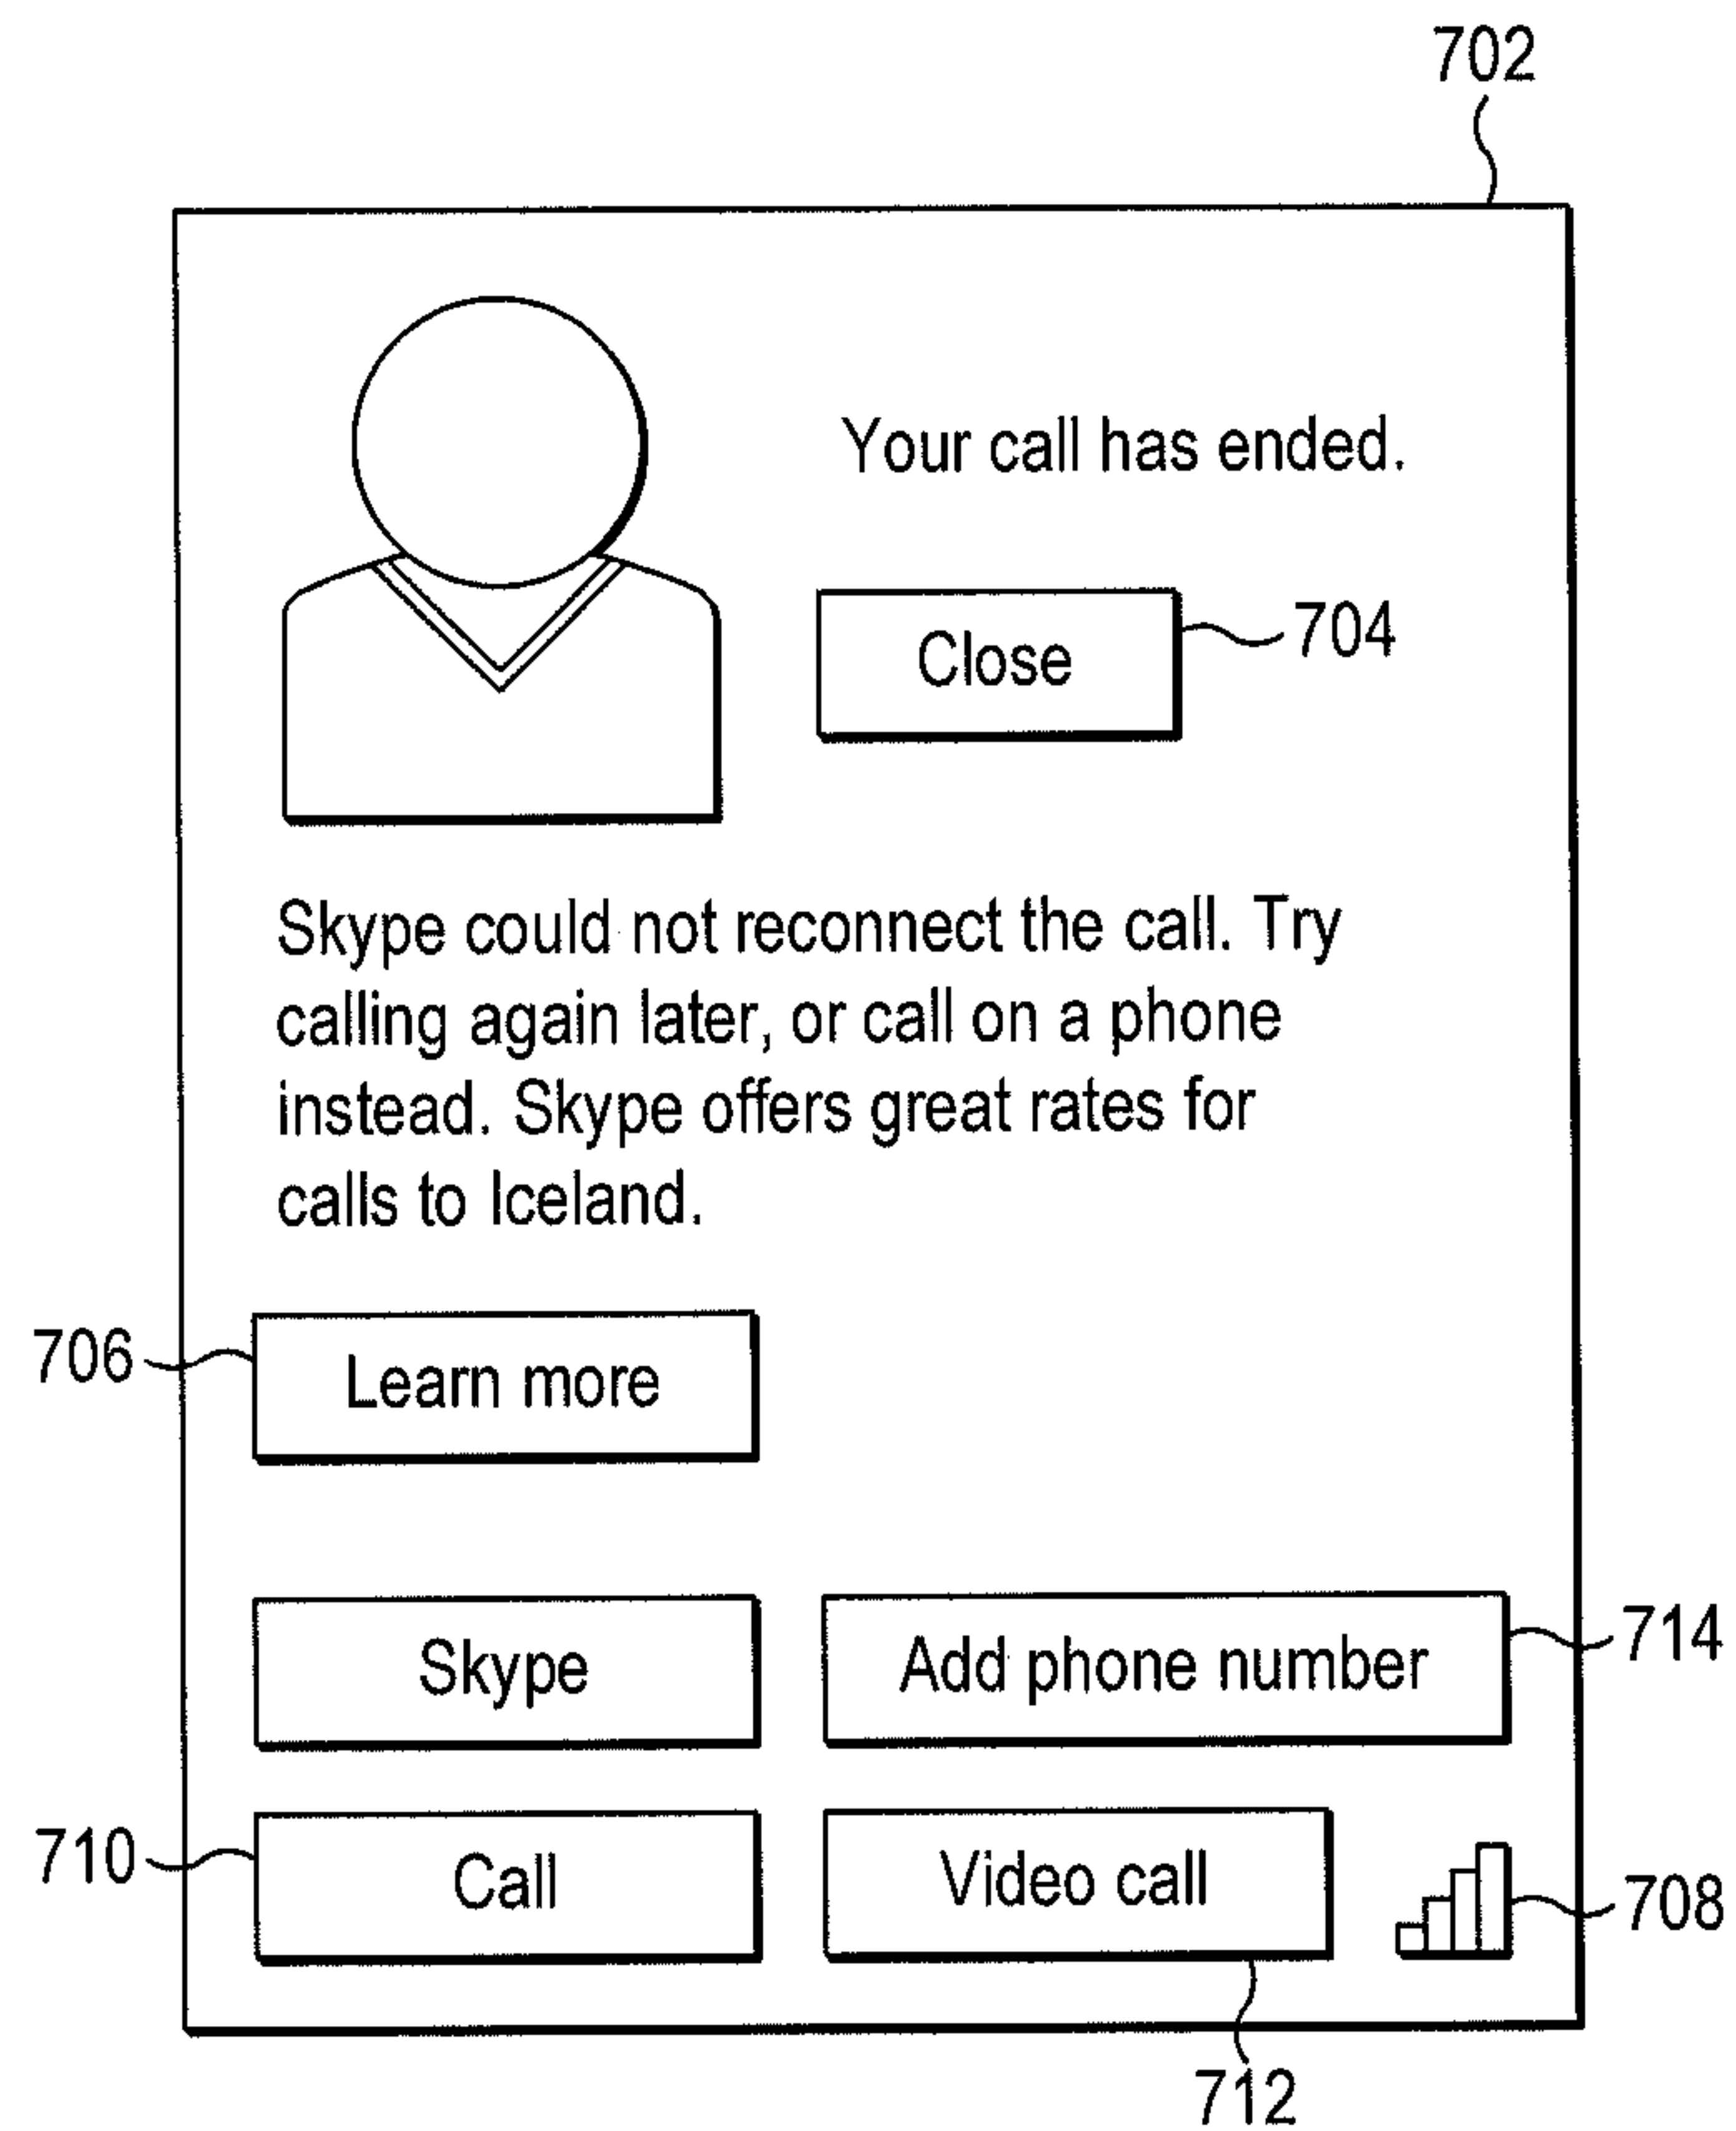 702
Your call has ended.
Close
704
Skype could not reconnect the call. Try
calling again later, or call on a phone
instead. Skype offers great rates for
calls to Iceland.
706
Learn more
Skype
Add phone number
714
710
Call
Video call
708
712